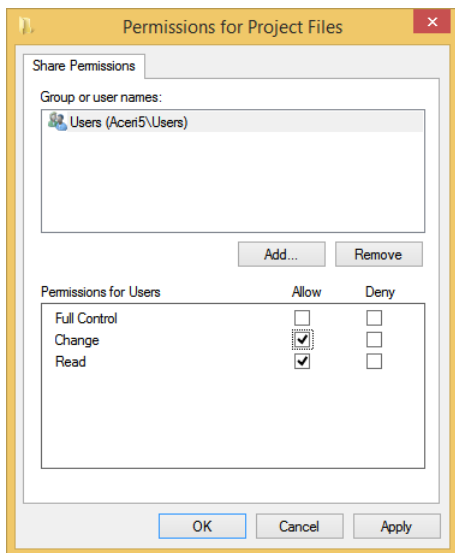 Permissions for Project Files
Share Permissions
Group or user names:
Users (Aceri5\Users)
Add... Remove
Permissions for Users Allow Deny
Full Control
Change
Read
OK Cancel Apply